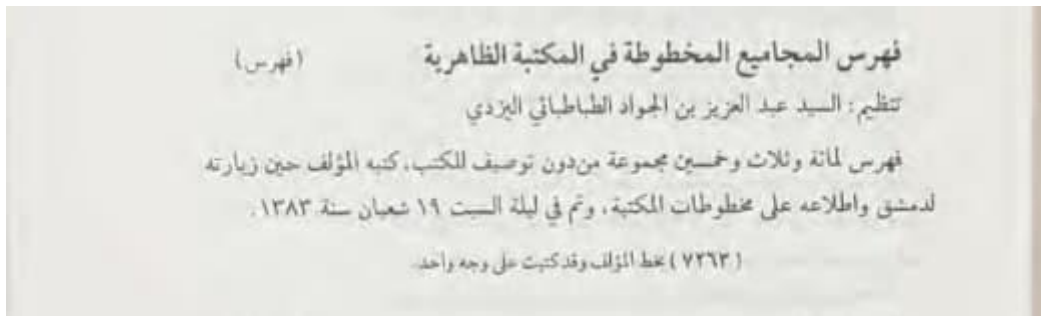 فهرس المجاميع المخطوطة في المكتبة الظاهرية (فهرس)
تنظيم: السيد عبد العزيز بن الجواد الطباطبائي اليزدي
فهرس لمائة وثلاث وخمسين مجموعة من‌دون توصيف للكتب، كتبه المؤلف حين زيارته
لدمشق واطلاعه على مخطوطات المكتبة، وتم في ليلة السبت ١٩ شعبان سنة ١٣٨٣.
(٧٢٦٣) بخط المؤلف وقد كتبت على وجه واحد.